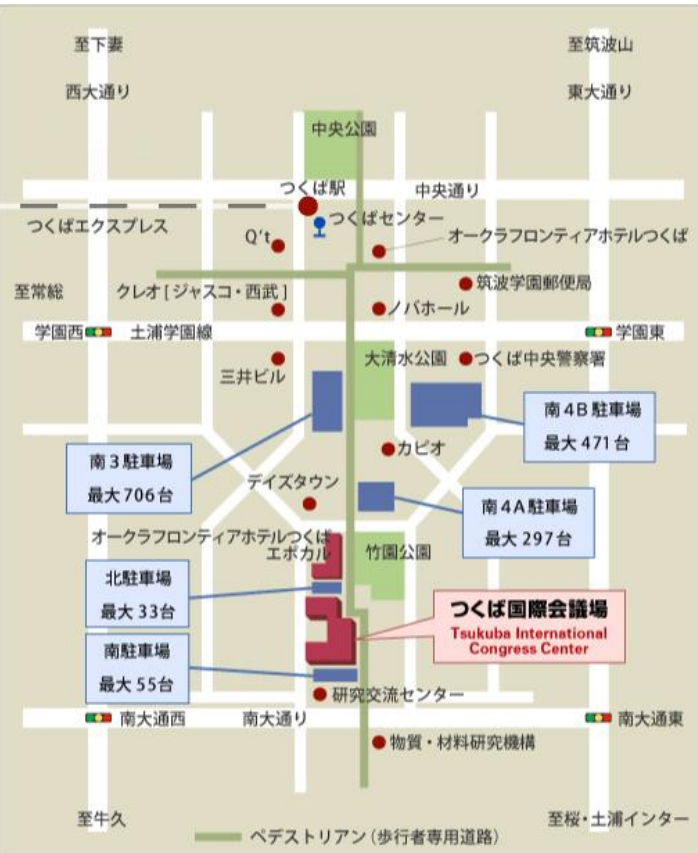 至下妻
至筑波山
西大通り
東大通り
中央公園
つくば駅
中央通り
つくばエクスプレス
つくばセンター
Q't
オークラフロンティアホテルつくば
至常総
クレオ [ ジャスコ・西武 ]
筑波学園郵便局
ノバホール
学園西
土浦学園線
学園東
三井ビル
大清水公園
つくば中央警察署
南4B 駐車場
最大 471台
南3駐車場
最大 706台
カピオ
デイズタウン
南4A駐車場
最大 297台
オークラフロンティアホテルつくば
エポカル
竹園公園
北駐車場
最大 33台
つくば国際会議場
Tsukuba International
Congress Center
南駐車場
最大 55台
研究交流センター
南大通西
南大通り
南大通東
物質・材料研究機構
至牛久
至桜・土浦インター
ペデストリアン (歩行者専用道路)